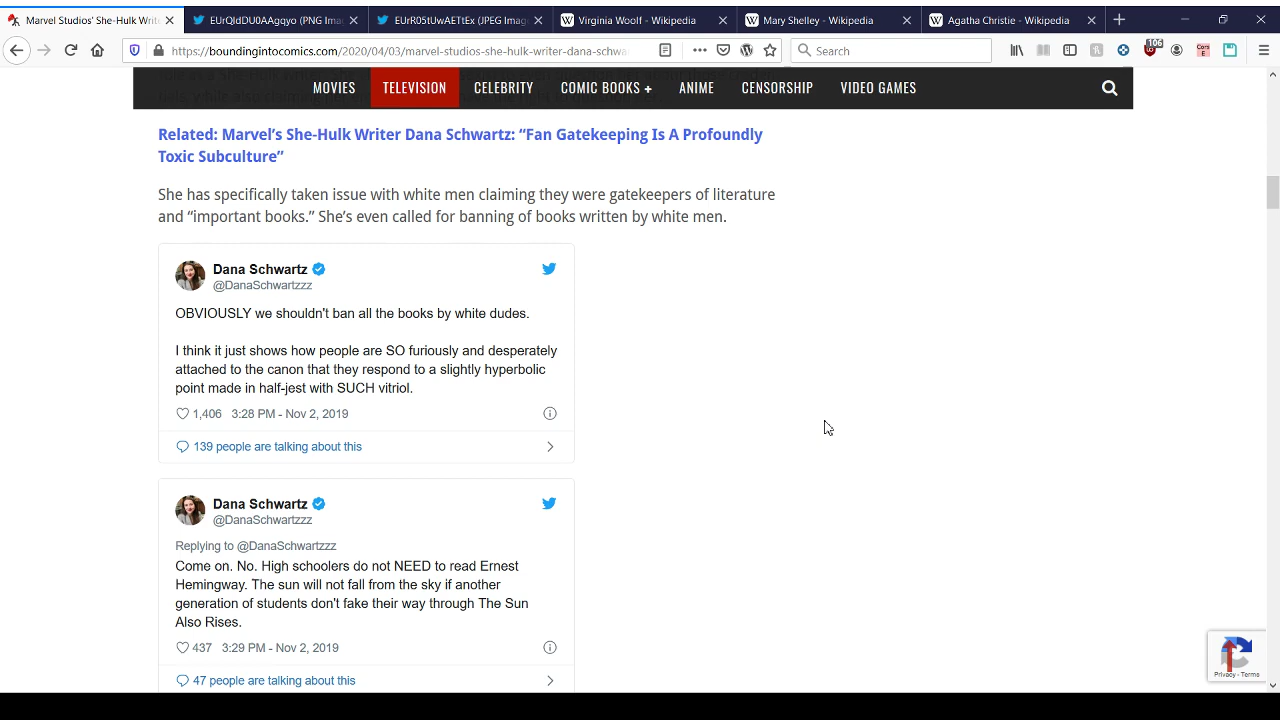 Marvel Studios' She-Hulk Write
EUrQldDU0AAgqyo (PNG Imag
EUrR05tUwAETtEx (JPEG Image
Virginia Woolf - Wikipedia
Mary Shelley - Wikipedia
Agatha Christie - Wikipedia
https://boundingintocomics.com/2020/04/03/marvel-studios-she-hulk-writer-dana-schwa
Search
106
MOVIES
TELEVISION
CELEBRITY
COMIC BOOKS +
ANIME
CENSORSHIP
VIDEO GAMES
Related: Marvel's She-Hulk Writer Dana Schwartz: “Fan Gatekeeping Is A Profoundly
Toxic Subculture”
She has specifically taken issue with white men claiming they were gatekeepers of literature
and “important books.” She's even called for banning of books written by white men.
Dana Schwartz
@DanaSchwartzzz
OBVIOUSLY we shouldn't ban all the books by white dudes.
I think it just shows how people are SO furiously and desperately
attached to the canon that they respond to a slightly hyperbolic
point made in half-jest with SUCH vitriol.
1,406 3:28 PM - Nov 2, 2019
139 people are talking about this
Dana Schwartz
@DanaSchwartzzz
Replying to @DanaSchwartzzz
Come on. No. High schoolers do not NEED to read Ernest
Hemingway. The sun will not fall from the sky if another
generation of students don't fake their way through The Sun
Also Rises.
437 3:29 PM - Nov 2, 2019
47 people are talking about this
Privacy - Terms